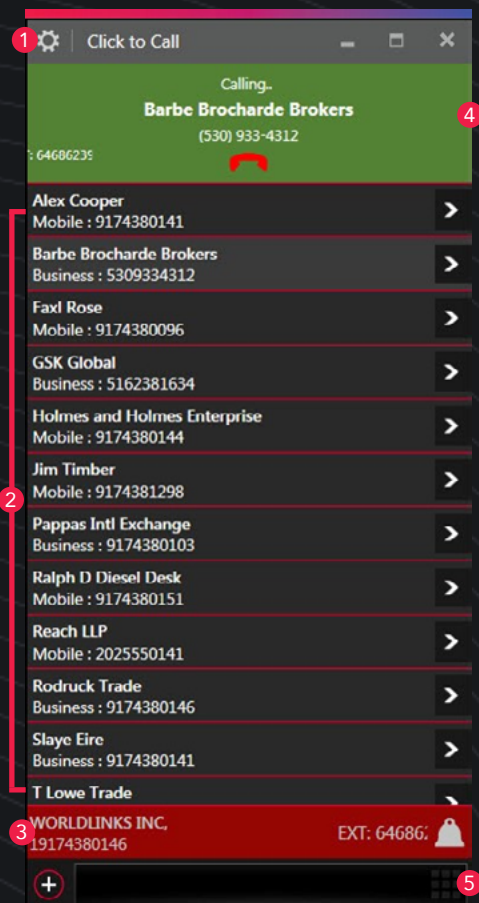 1
Click to Call
Calling..
Barbe Brocharde Brokers
(530) 933-4312
4
: 64686239
Alex Cooper
Mobile : 9174380141
Barbe Brocharde Brokers
Business : 5309334312
Faxl Rose
Mobile : 9174380096
GSK Global
Business : 5162381634
Holmes and Holmes Enterprise
Mobile : 9174380144
Jim Timber
Mobile : 9174381298
2
Pappas Intl Exchange
Business : 9174380103
Ralph D Diesel Desk
Mobile : 9174380151
Reach LLP
Mobile : 2025550141
Rodruck Trade
Business : 9174380146
Slaye Eire
Business : 9174380141
T Lowe Trade
3
WORLDLINKS INC,
19174380146
EXT: 64686:
5